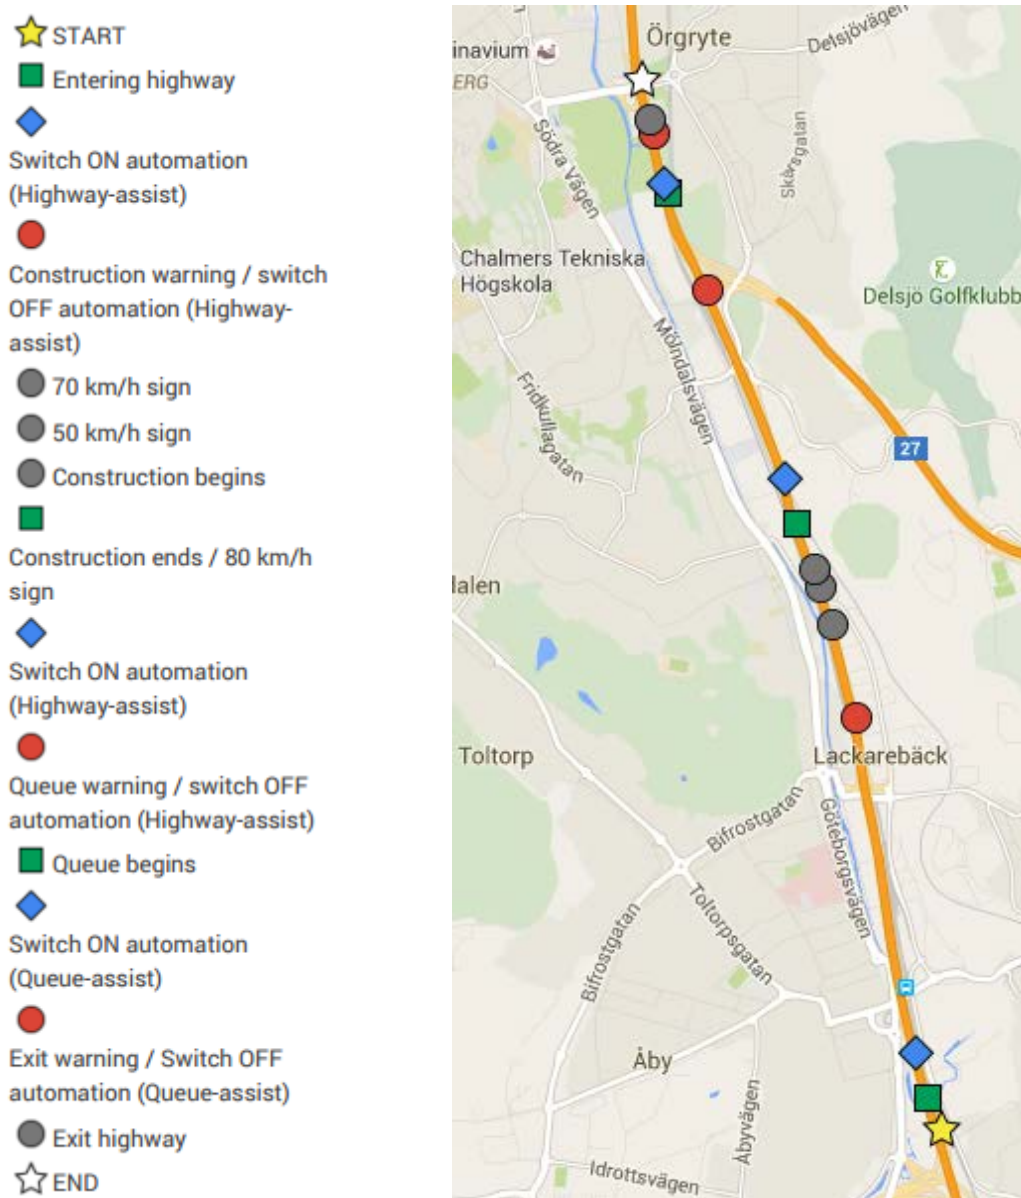 START
Entering highway
Switch ON automation
(Highway-assist)
Construction warning / switch
OFF automation (Highway-
assist)
70 km/h sign
50 km/h sign
Construction begins
Construction ends / 80 km/h
sign
Switch ON automation
(Highway-assist)
Queue warning / switch OFF
automation (Highway-assist)
Queue begins
Switch ON automation
(Queue-assist)
Exit warning / Switch OFF
automation (Queue-assist)
Exit highway
END
Örgryte
Delsjövägen
inavium
ERG
Södra Vägen
Skårsgatan
Chalmers Tekniska
Högskola
Delsjö Golfklubb
Mölndalsvägen
Fridkullagatan
27
lalen
Toltorp
Lackarebäck
Bifrostgatan
Göteborgsvägen
Toltorpsgatan
Bifrostgatan
Åby
Åbyvägen
Idrottsvägen